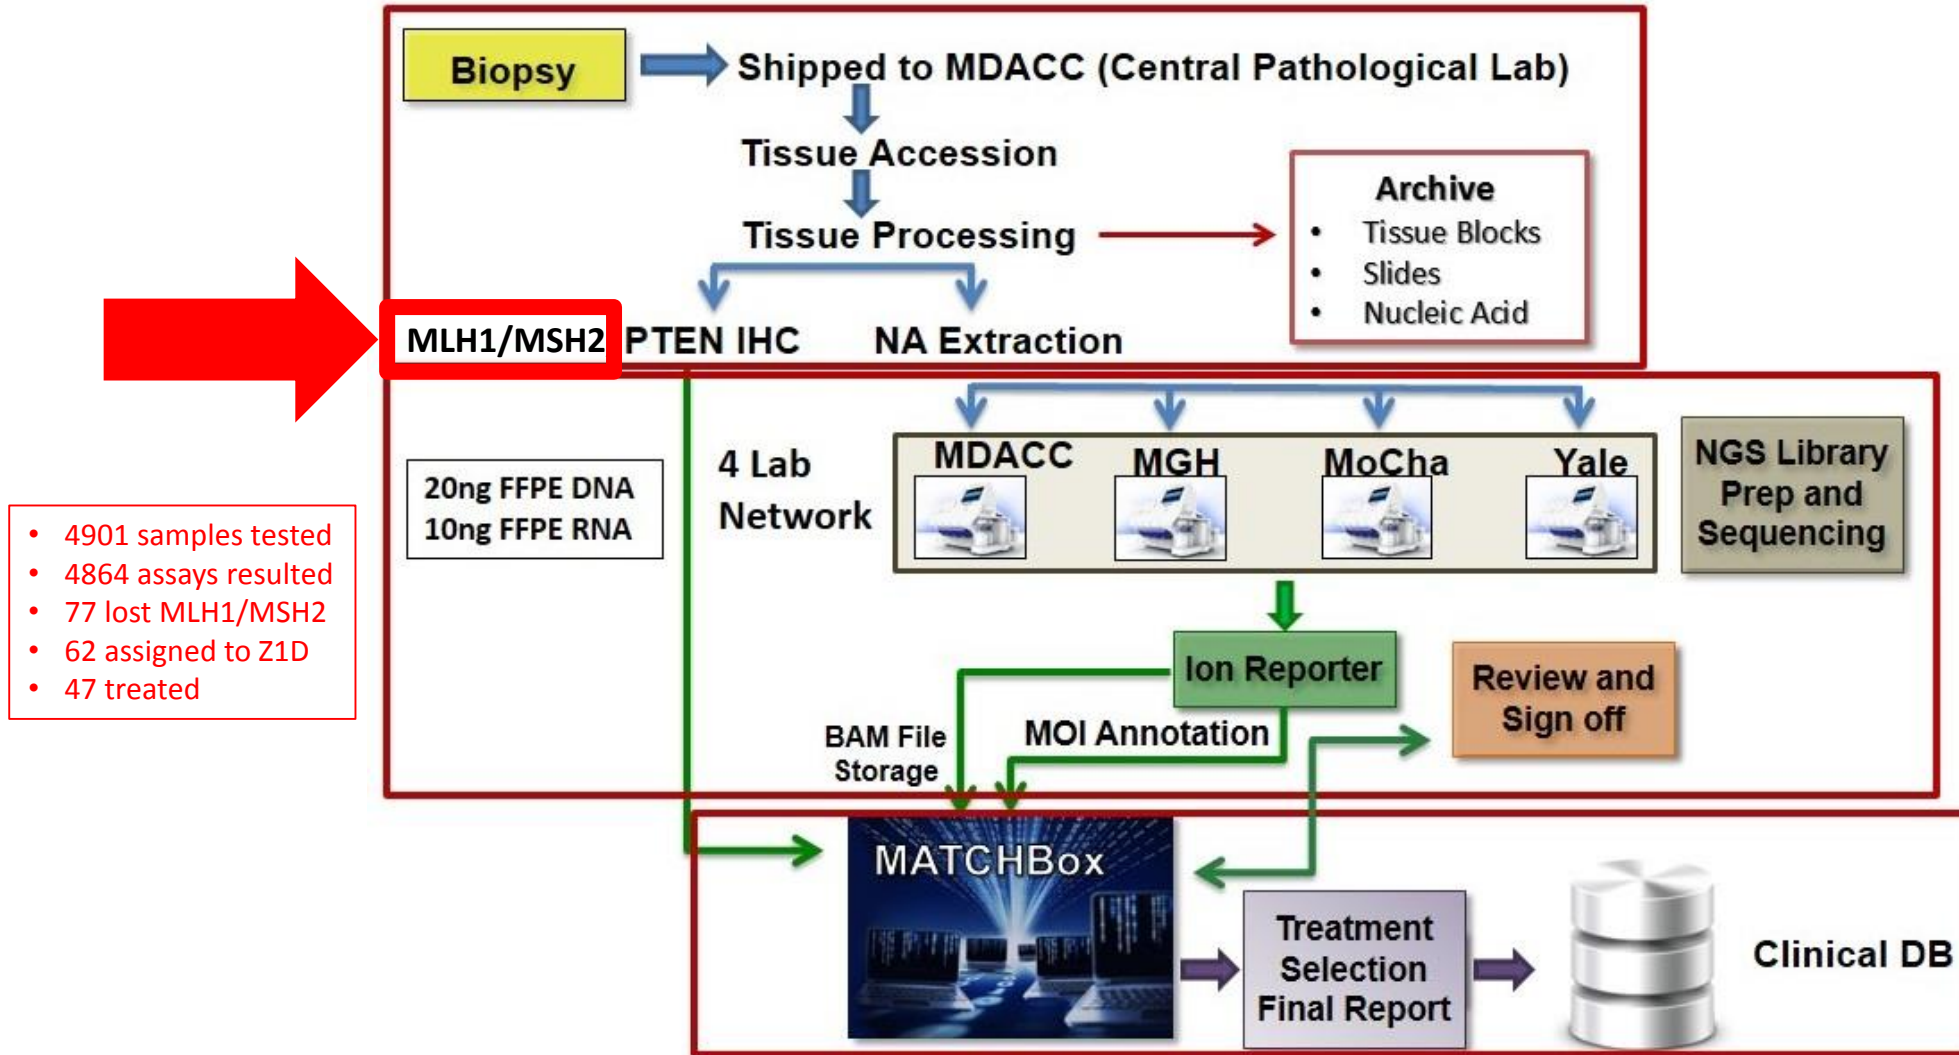 Biopsy
Shipped to MDACC (Central Pathological Lab)
Tissue Accession
Tissue Processing
Archive
• Tissue Blocks
• Slides
• Nucleic Acid
MLH1/MSH2
PTEN IHC
NA Extraction
20ng FFPE DNA
10ng FFPE RNA
4 Lab
Network
MDACC
MGH
MoCha
Yale
NGS Library
Prep and
Sequencing
• 4901 samples tested
• 4864 assays resulted
• 77 lost MLH1/MSH2
• 62 assigned to Z1D
• 47 treated
Ion Reporter
Review and
Sign off
BAM File
Storage
MOI Annotation
MATCHBox
Treatment
Selection
Final Report
Clinical DB